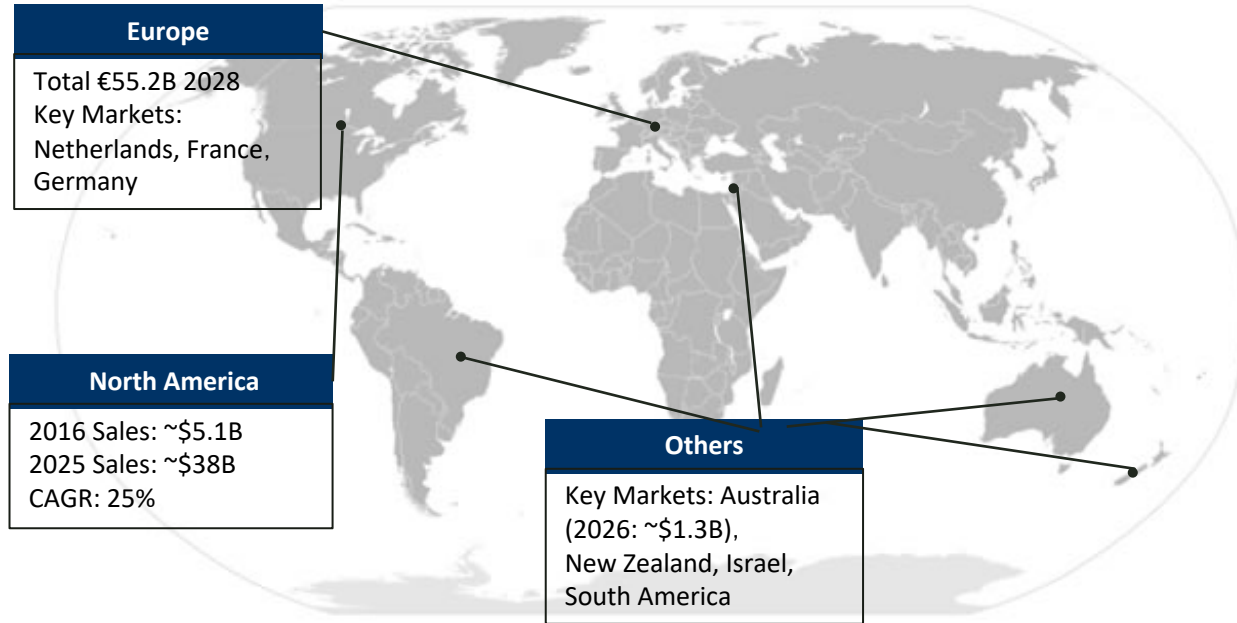 Europe
Total €55.2B 2028
Key Markets:
Netherlands, France,
Germany
North America
2016 Sales: ~$5.1B
2025 Sales: ~$38B
CAGR: 25%
Others
Key Markets: Australia
(2026: ~$1.3B),
New Zealand, Israel,
South America